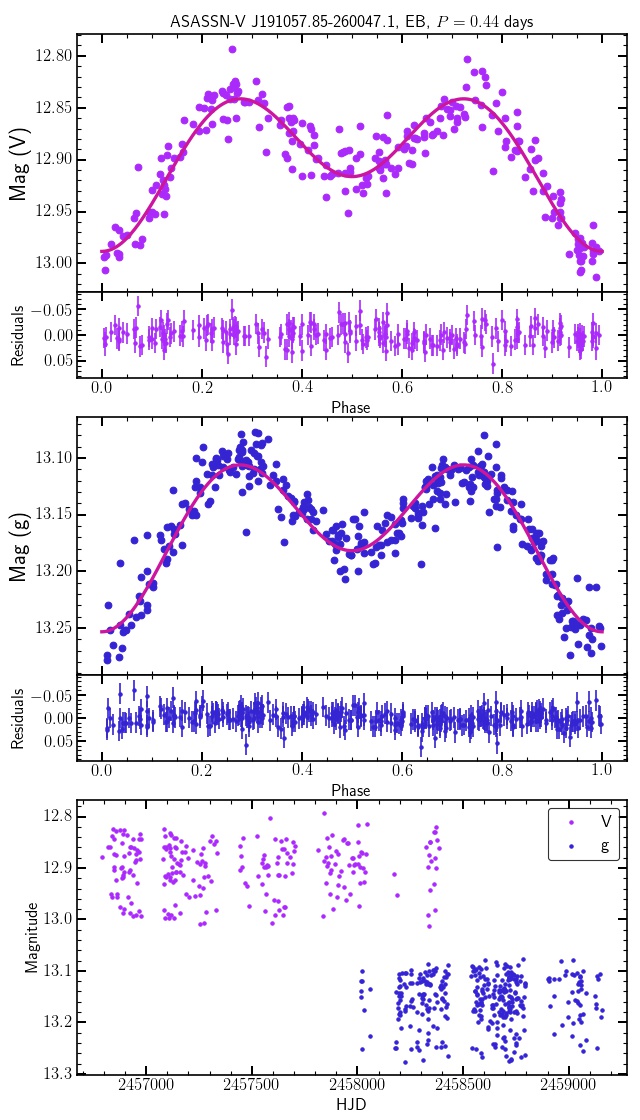 ASASSN-V J191057.85-260047.1, EB, P = 0.44 days
12.80
12.85
12.90
12.95
13.00
Mag (V)
−0.05
0.00
0.05
Residuals
0.0 0.2 0.4 0.6 0.8 1.0
Phase
13.10
13.15
13.20
13.25
Mag (g)
−0.05
0.00
0.05
Residuals
0.0 0.2 0.4 0.6 0.8 1.0
Phase
12.8
12.9
13.0
13.1
13.2
13.3
Magnitude
V
g
2457000 2457500 2458000 2458500 2459000
HJD